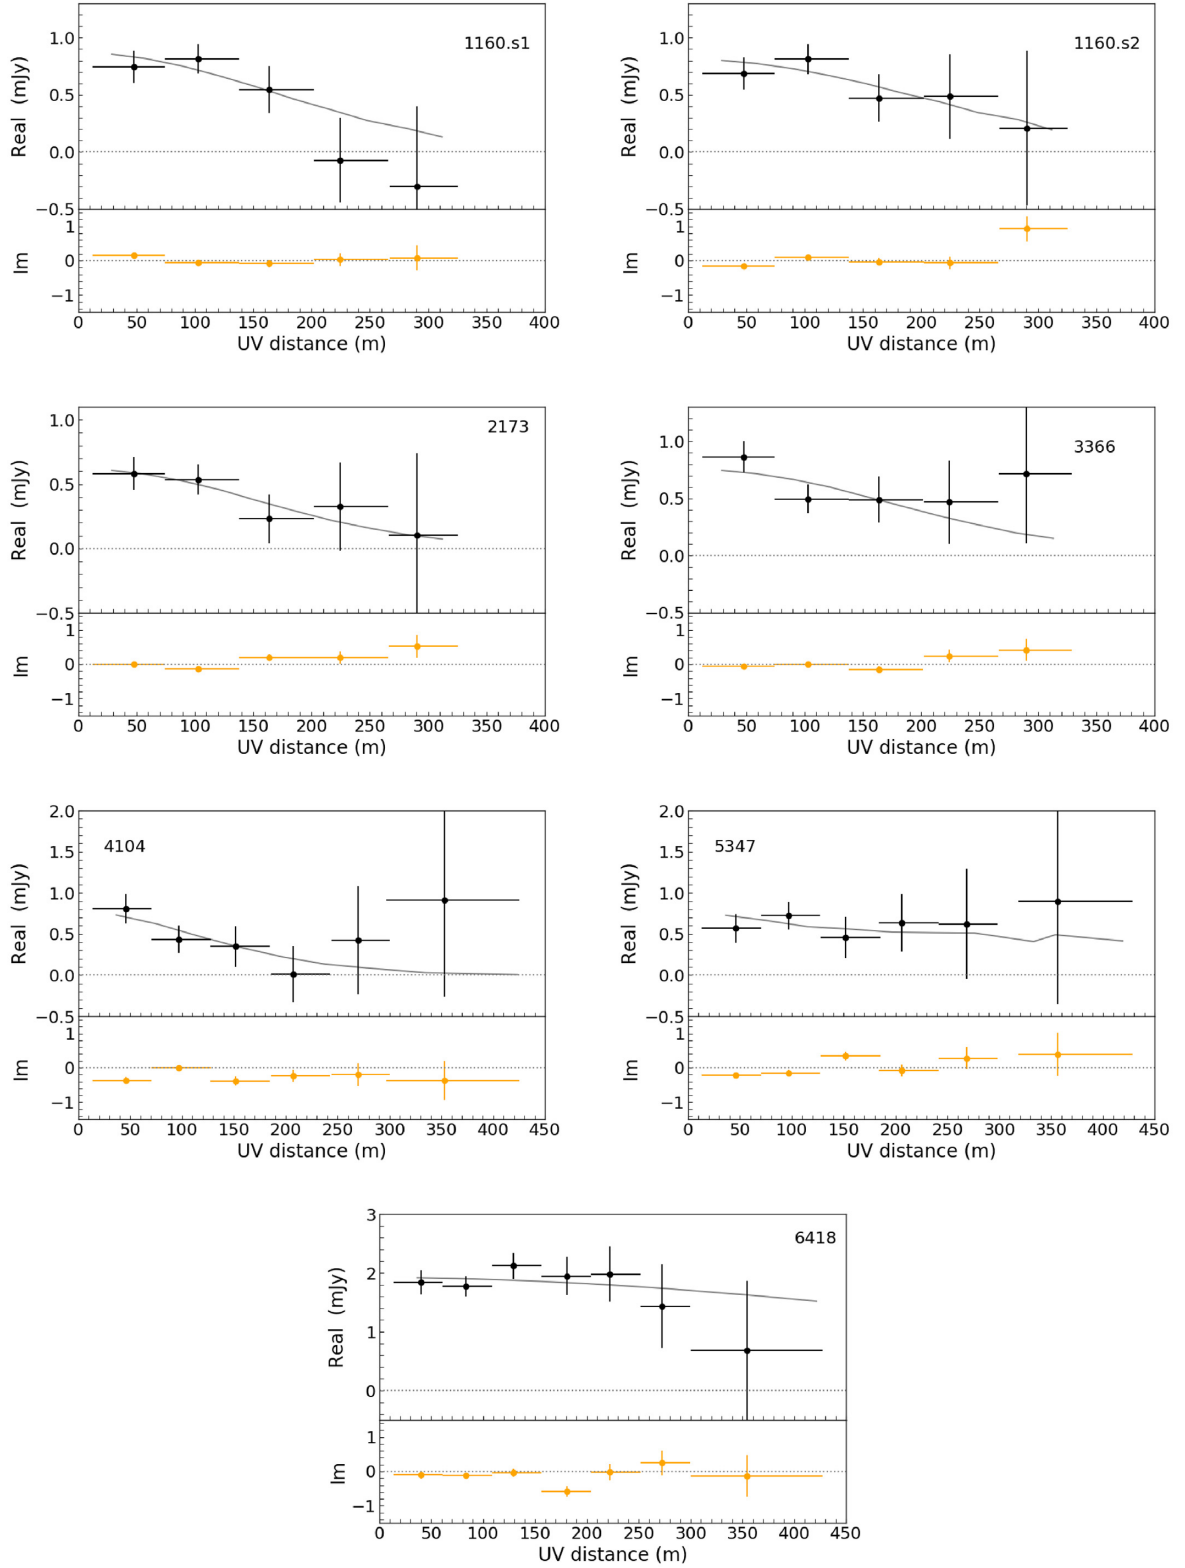 1.0 1160.s1 1.0 1160.s2
Real (mJy) 0.5 Real (mJy) 0.5
0.0 0.0
−0.5 −0.5
1 1
Im 0 Im 0
−1 −1
0 50 100 150 200 250 300 350 400 0 50 100 150 200 250 300 350 400
UV distance (m) UV distance (m)
1.0 2173 1.0 3366
Real (mJy) 0.5 Real (mJy) 0.5
0.0 0.0
−0.5 −0.5
1 1
Im 0 Im 0
−1 −1
0 50 100 150 200 250 300 350 400 0 50 100 150 200 250 300 350 400
UV distance (m) UV distance (m)
2.0 2.0
1.5 4104 1.5 5347
Real (mJy) 1.0 Real (mJy) 1.0
0.5 0.5
0.0 0.0
−0.5 −0.5
1 1
Im 0 Im 0
−1 −1
0 50 100 150 200 250 300 350 400 450 0 50 100 150 200 250 300 350 400 450
UV distance (m) UV distance (m)
3 6418
2
Real (mJy)
1
0
1
Im 0
−1
0 50 100 150 200 250 300 350 400 450
UV distance (m)